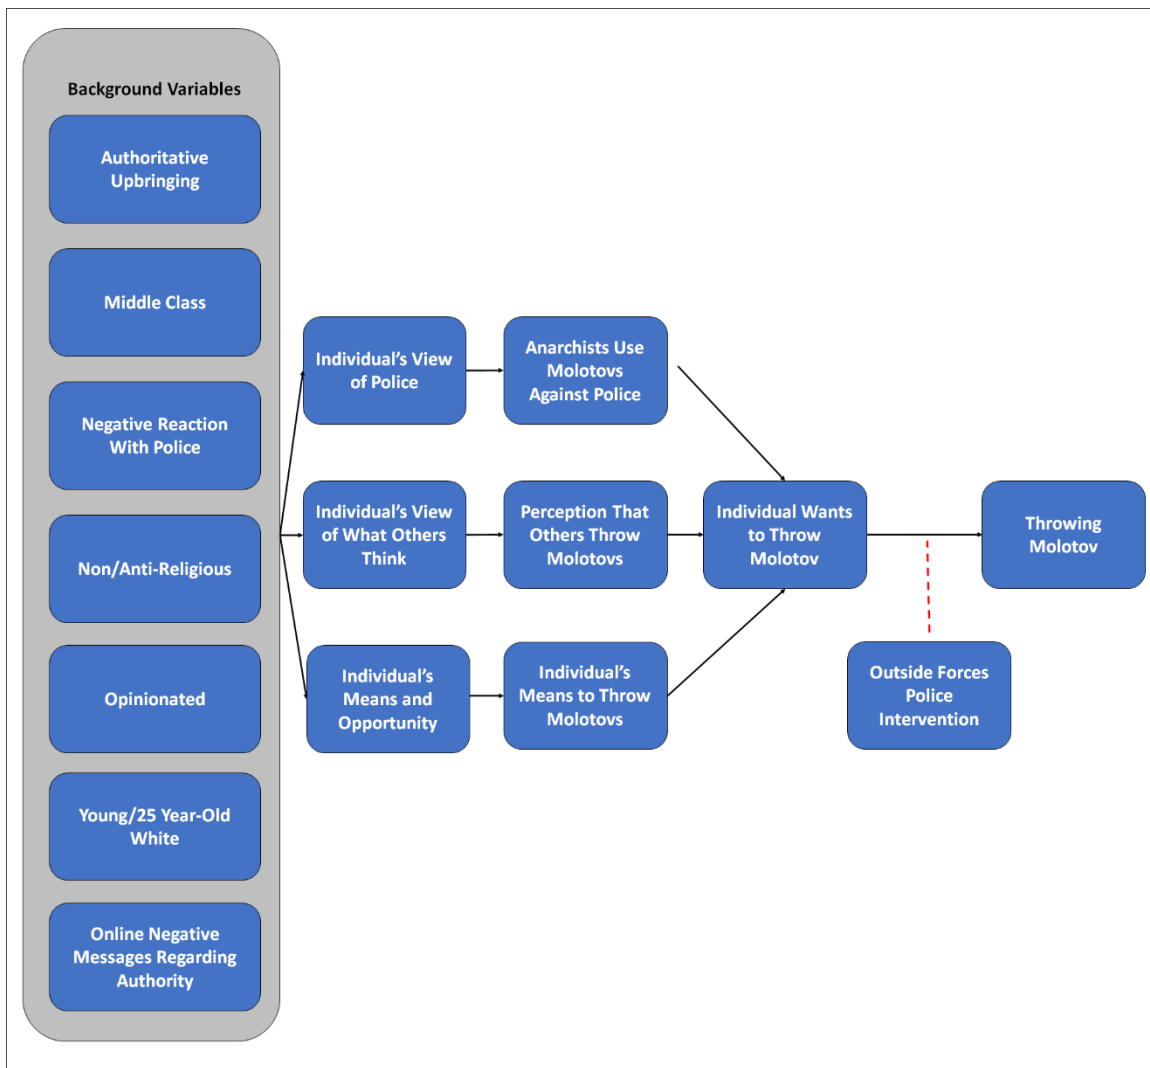 Background Variables
Authoritative
Upbringing
Middle Class
Negative Reaction
With Police
Non/Anti-Religious
Opinionated
Young/25 Year-Old
White
Online Negative
Messages Regarding
Authority
Individual’s View
of Police
Anarchists Use
Molotovs
Against Police
Individual’s View
of What Others
Think
Perception That
Others Throw
Molotovs
Individual Wants
to Throw
Molotov
Throwing
Molotov
Individual’s
Means and
Opportunity
Individual’s
Means to Throw
Molotovs
Outside Forces
Police
Intervention